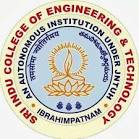 SRI INDU COLLEGE OF ENGINEERING & TECHNOLOGY
AN AUTONOMOUS INSTITUTION UNDER JNTUH
IBRAHIMPATNAM